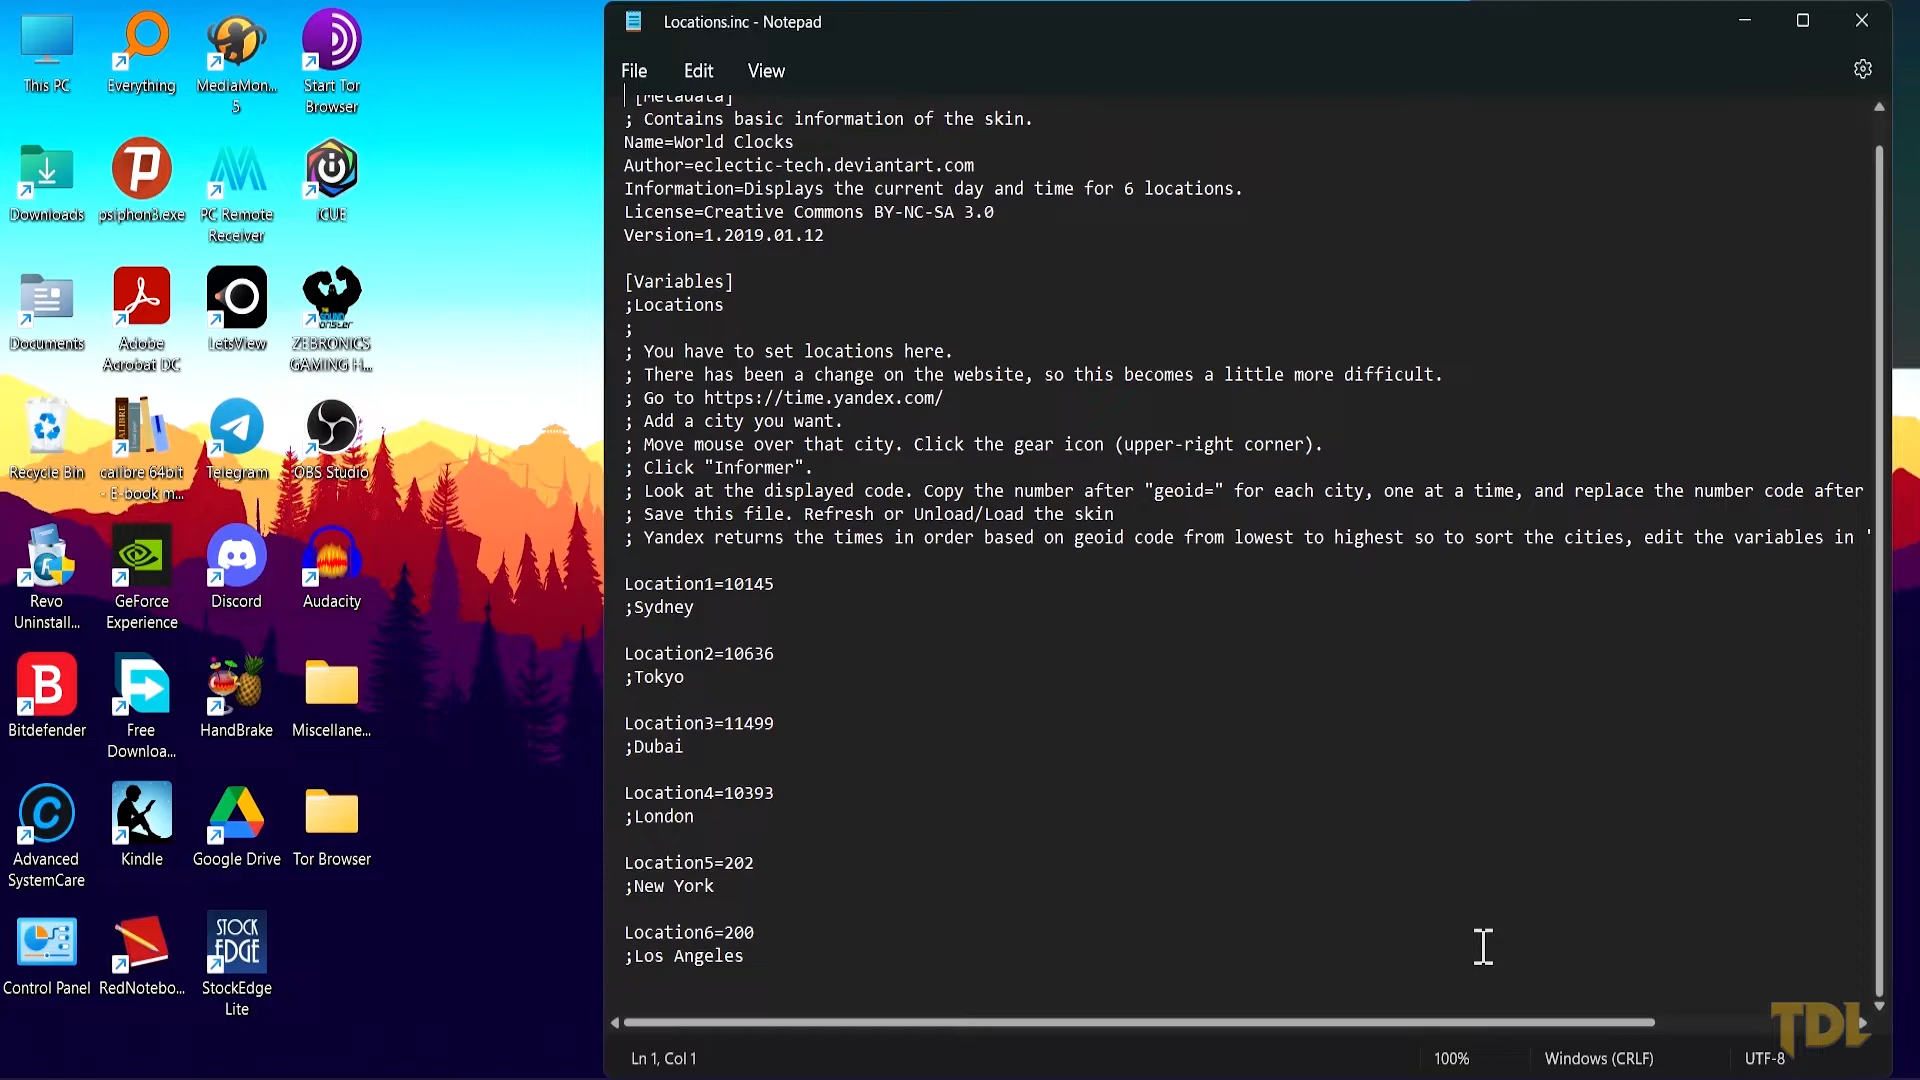 This PC
Everything
MediaMon...
5
Start Tor
Browser
Downloads
psiphon3.exe
PC Remote
Receiver
iCUE
Documents
Adobe
Acrobat DC
LetsView
ZEBRONICS
GAMING H...
Recycle Bin
calibre 64bit
- E-book m...
Telegram
OBS Studio
Revo
Uninstall...
GeForce
Experience
Discord
Audacity
Bitdefender
Free
Downloa...
HandBrake
Miscellane...
Advanced
SystemCare
Kindle
Google Drive
Tor Browser
Control Panel
RedNotebo...
STOCK
EDGE
StockEdge
Lite
Locations.inc - Notepad
File Edit View
[Metadata]
; Contains basic information of the skin.
Name=World Clocks
Author=eclectic-tech.deviantart.com
Information=Displays the current day and time for 6 locations.
License=Creative Commons BY-NC-SA 3.0
Version=1.2019.01.12
[Variables]
;Locations
;
; You have to set locations here.
; There has been a change on the website, so this becomes a little more difficult.
; Go to https://time.yandex.com/
; Add a city you want.
; Move mouse over that city. Click the gear icon (upper-right corner).
; Click "Informer".
; Look at the displayed code. Copy the number after "geoid=" for each city, one at a time, and replace the number code after
; Save this file. Refresh or Unload/Load the skin
; Yandex returns the times in order based on geoid code from lowest to highest so to sort the cities, edit the variables in '
Location1=10145
;Sydney
Location2=10636
;Tokyo
Location3=11499
;Dubai
Location4=10393
;London
Location5=202
;New York
Location6=200
;Los Angeles
TDL
Ln 1, Col 1
100%
Windows (CRLF)
UTF-8